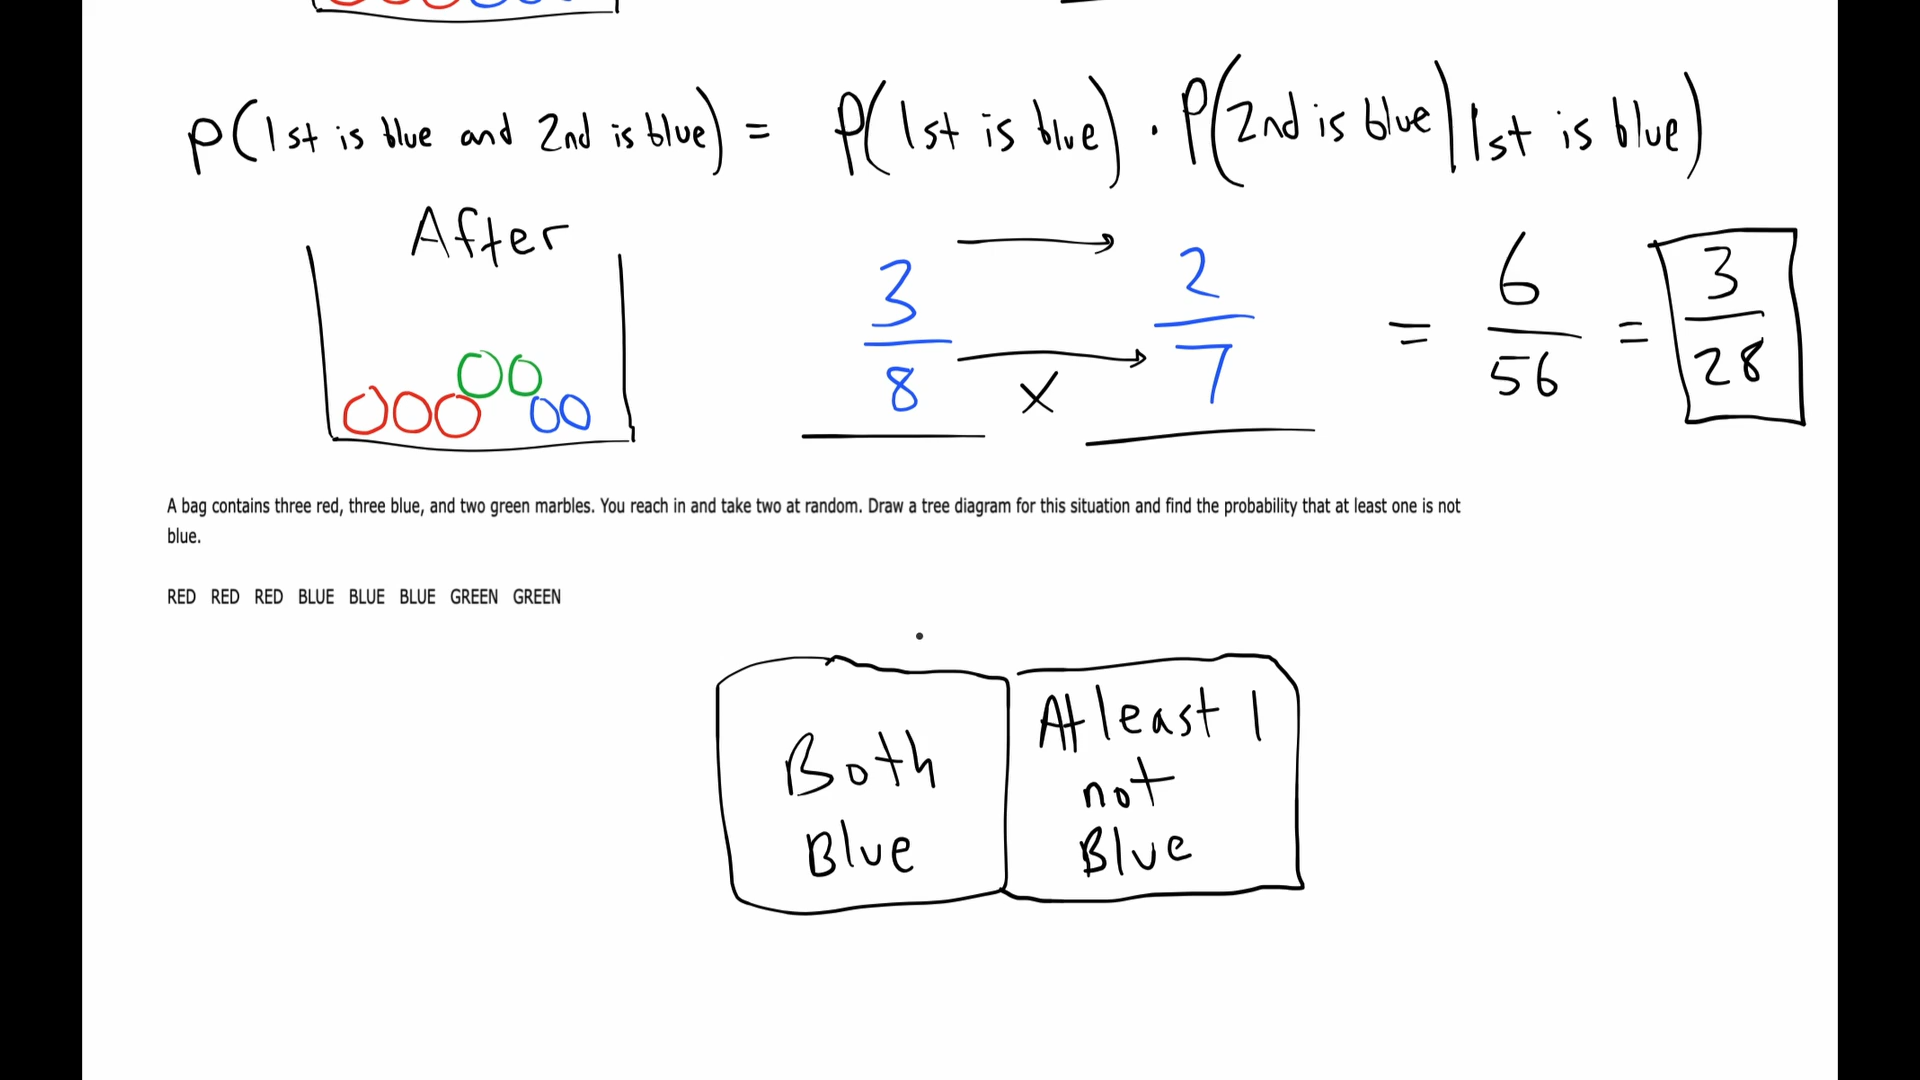 P(1st is blue and 2nd is blue) = P(1st is blue) · P(2nd is blue | 1st is blue)
After
3/8 x 2/7 = 6/56 = 3/28
A bag contains three red, three blue, and two green marbles. You reach in and take two at random. Draw a tree diagram for this situation and find the probability that at least one is not
blue.
RED RED RED BLUE BLUE BLUE GREEN GREEN
Both
Blue
At least 1
not
Blue